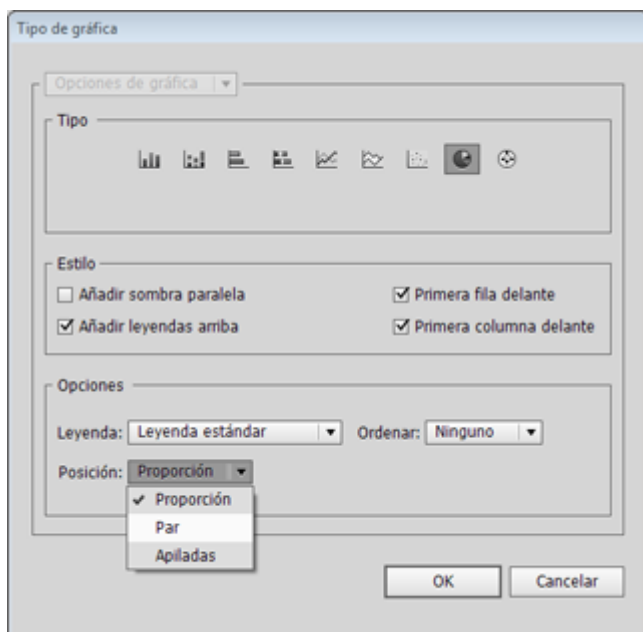 Tipo de gráfica
Opciones de gráfica
Tipo
Estilo
Añadir sombra paralela
Primera fila delante
Añadir leyendas arriba
Primera columna delante
Opciones
Leyenda: Leyenda estándar Ordenar: Ninguno
Posición: Proporción
Proporción
Par
Apiladas
OK Cancelar